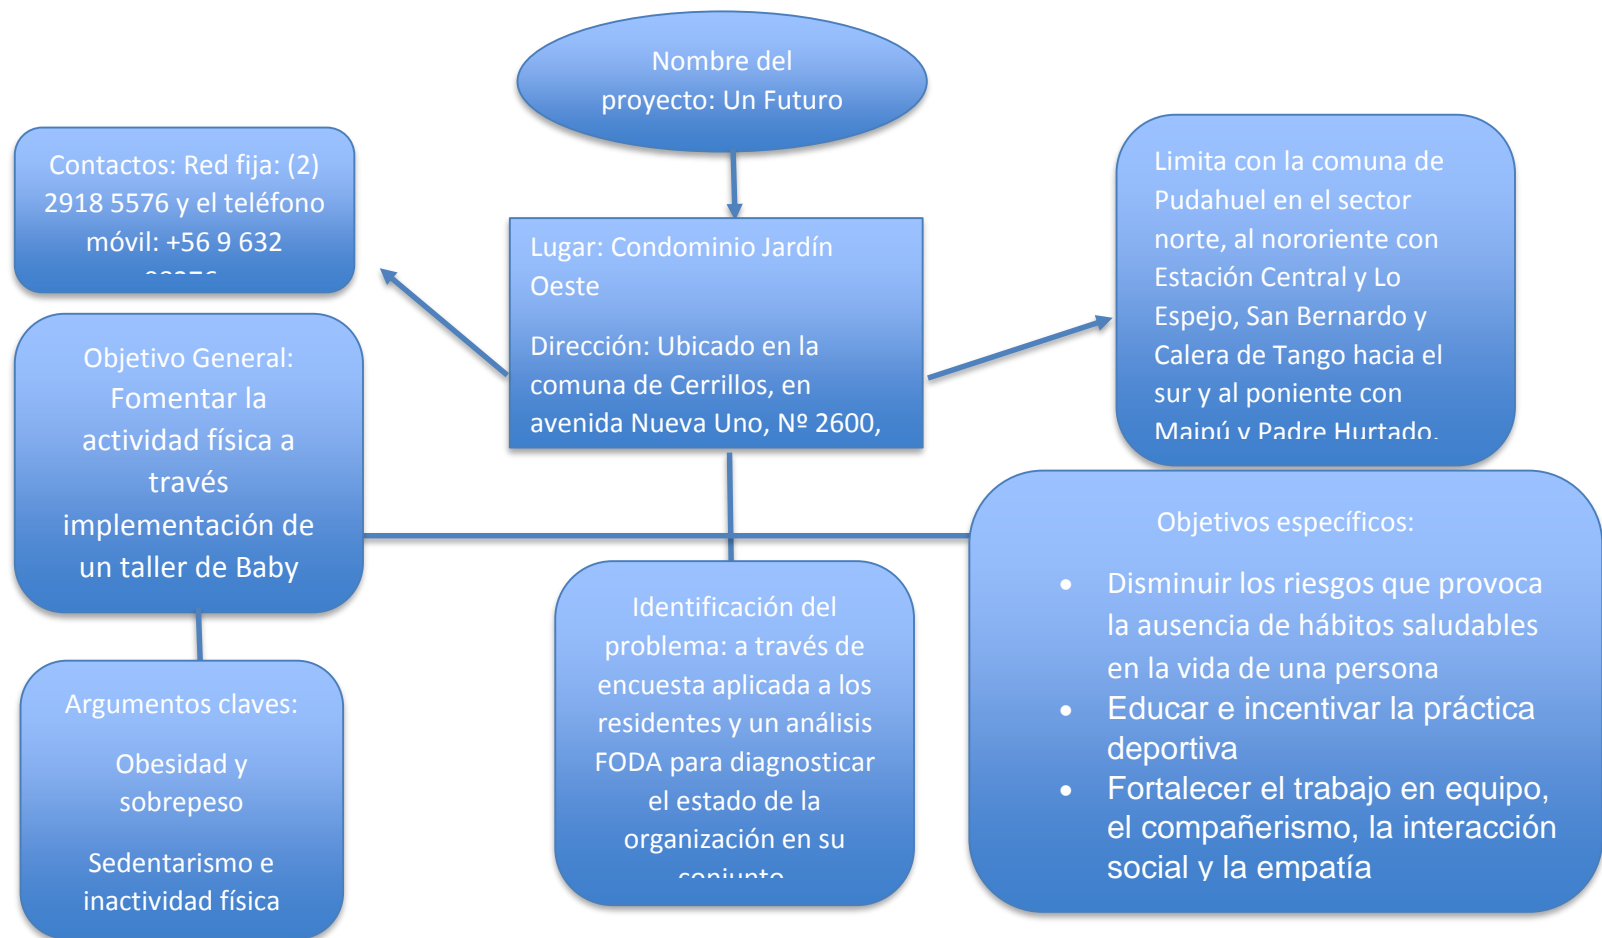 Nombre del
proyecto: Un Futuro
Contactos: Red fija: (2)
2918 5576 y el teléfono
móvil: +56 9 632
Lugar: Condominio Jardín
Oeste
Dirección: Ubicado en la
comuna de Cerrillos, en
avenida Nueva Uno, Nº 2600,
Limita con la comuna de
Pudahuel en el sector
norte, al nororiente con
Estación Central y Lo
Espejo, San Bernardo y
Calera de Tango hacia el
sur y al poniente con
Maipú y Padre Hurtado.
Objetivo General:
Fomentar la
actividad física a
través
implementación de
un taller de Baby
Objetivos específicos:
• Disminuir los riesgos que provoca
la ausencia de hábitos saludables
en la vida de una persona
• Educar e incentivar la práctica
deportiva
• Fortalecer el trabajo en equipo,
el compañerismo, la interacción
social y la empatía
Identificación del
problema: a través de
encuesta aplicada a los
residentes y un análisis
FODA para diagnosticar
el estado de la
organización en su
conjunto
Argumentos claves:
Obesidad y
sobrepeso
Sedentarismo e
inactividad física